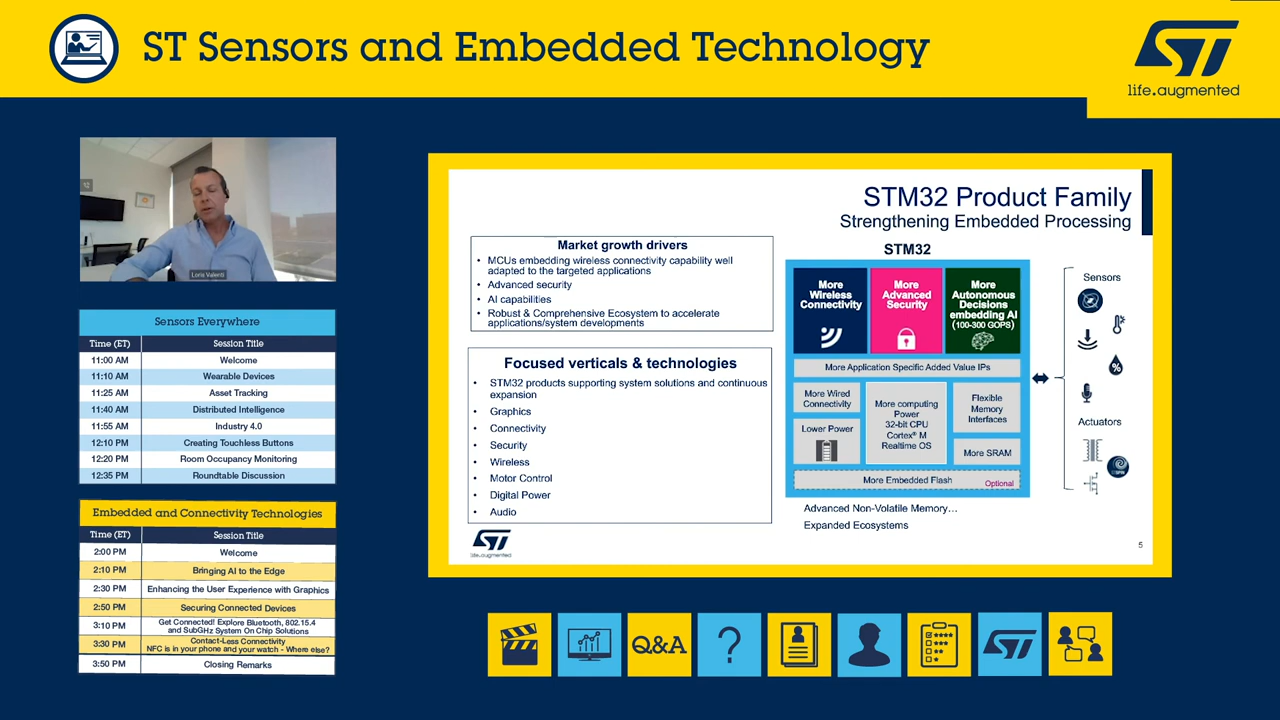 ST Sensors and Embedded Technology
ST
life.augmented
12
Loris Valenti
Sensors Everywhere
Time (ET) Session Title
11:00 AM Welcome
11:10 AM Wearable Devices
11:25 AM Asset Tracking
11:40 AM Distributed Intelligence
11:55 AM Industry 4.0
12:10 PM Creating Touchless Buttons
12:20 PM Room Occupancy Monitoring
12:35 PM Roundtable Discussion
Embedded and Connectivity Technologies
Time (ET) Session Title
2:00 PM Welcome
2:10 PM Bringing AI to the Edge
2:30 PM Enhancing the User Experience with Graphics
2:50 PM Securing Connected Devices
3:10 PM Get Connected! Explore Bluetooth, 802.15.4
and SubGHz System On Chip Solutions
3:30 PM Contact-Less Connectivity
NFC is in your phone and your watch - Where else?
3:50 PM Closing Remarks
STM32 Product Family
Strengthening Embedded Processing
Market growth drivers
• MCUs embedding wireless connectivity capability well
adapted to the targeted applications
• Advanced security
• AI capabilities
• Robust & Comprehensive Ecosystem to accelerate
applications/system developments
Focused verticals & technologies
• STM32 products supporting system solutions and continuous
expansion
• Graphics
• Connectivity
• Security
• Wireless
• Motor Control
• Digital Power
• Audio
STM32
More
Wireless
Connectivity
More
Advanced
Security
More
Autonomous
Decisions
embedding AI
(100-300 GOPS)
More Application Specific Added Value IPs
More Wired
Connectivity
Lower Power
More computing
Power
32-bit CPU
Cortex® M
Realtime OS
Flexible
Memory
Interfaces
More SRAM
More Embedded Flash
Optional
Advanced Non-Volatile Memory…
Expanded Ecosystems
Sensors
%
Actuators
ST
life.augmented
5
Q&A
?
ST